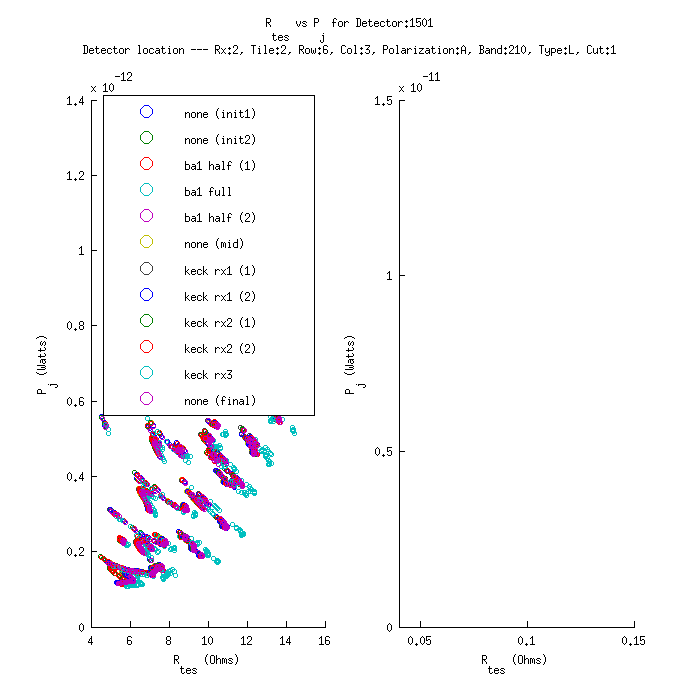 R    vs P  for Detector:1501
tes     j
Detector location --- Rx:2, Tile:2, Row:6, Col:3, Polarization:A, Band:210, Type:L, Cut:1
x 10-12
x 10-11
1.4
1.2
1
0.8
0.6
0.4
0.2
0
4 6 8 10 12 14 16
P (Watts)
j
R    (Ohms)
tes
none (init1)
none (init2)
ba1 half (1)
ba1 full
ba1 half (2)
none (mid)
keck rx1 (1)
keck rx1 (2)
keck rx2 (1)
keck rx2 (2)
keck rx3
none (final)
1.5
1
0.5
0
0.05 0.1 0.15
P (Watts)
j
R    (Ohms)
tes